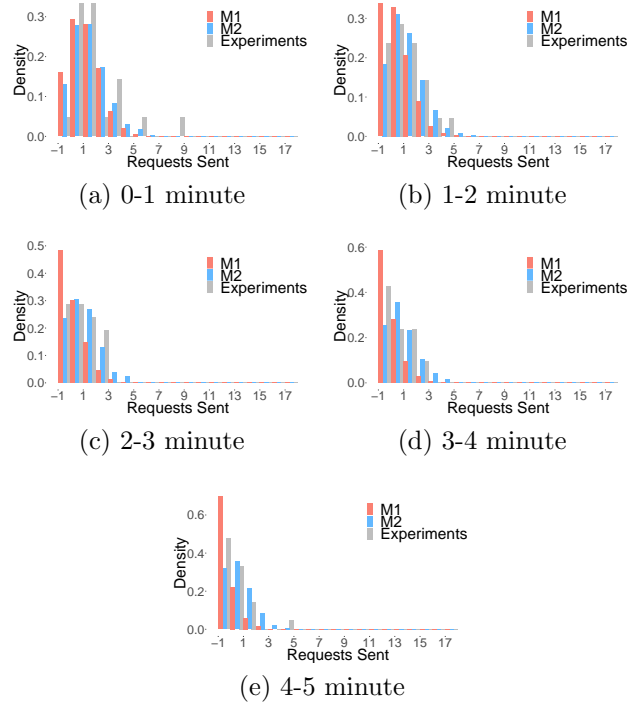 M1 M1
0.3 0.3
M2 M2
Experiments Experiments
Density Density
0.2 0.2
0.1 0.1
0.0 0.0
−1 1 3 5 7 9 11 13 15 17 −1 1 3 5 7 9 11 13 15 17
Requests Sent Requests Sent
(a) 0-1 minute (b) 1-2 minute
0.5 0.6
M1 M1
0.4 M2 M2
Experiments Experiments
Density Density
0.3 0.4
0.2 0.2
0.1
0.0 0.0
−1 1 3 5 7 9 11 13 15 17 −1 1 3 5 7 9 11 13 15 17
Requests Sent Requests Sent
(c) 2-3 minute (d) 3-4 minute
M1
0.6 M2
Experiments
Density
0.4
0.2
0.0
−1 1 3 5 7 9 11 13 15 17
Requests Sent
(e) 4-5 minute